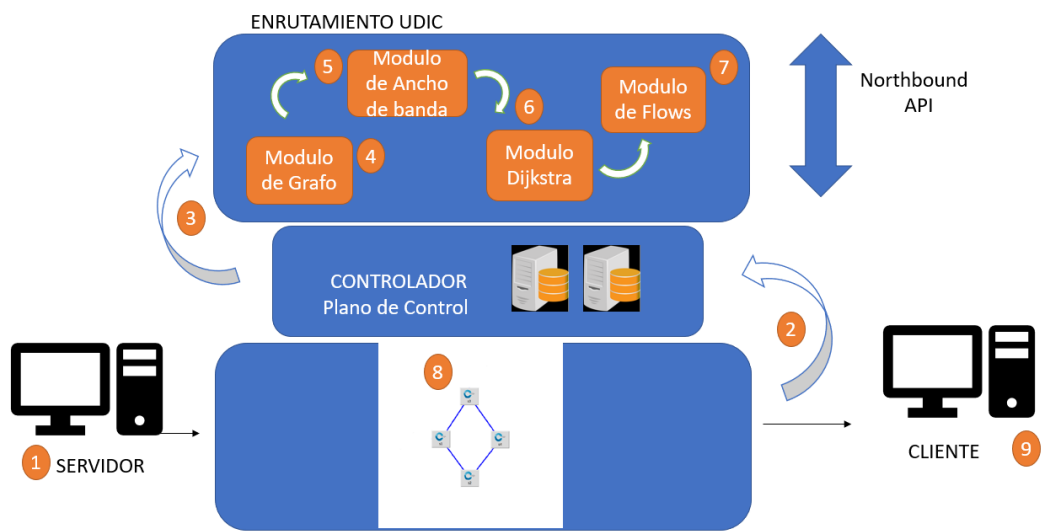 ENRUTAMIENTO UDIC
5
Modulo
de Ancho
de banda
7
Modulo
de Flows
6
4
Modulo
de Grafo
Modulo
Dijkstra
Northbound
API
3
CONTROLADOR
Plano de Control
2
8
1
SERVIDOR
CLIENTE
9